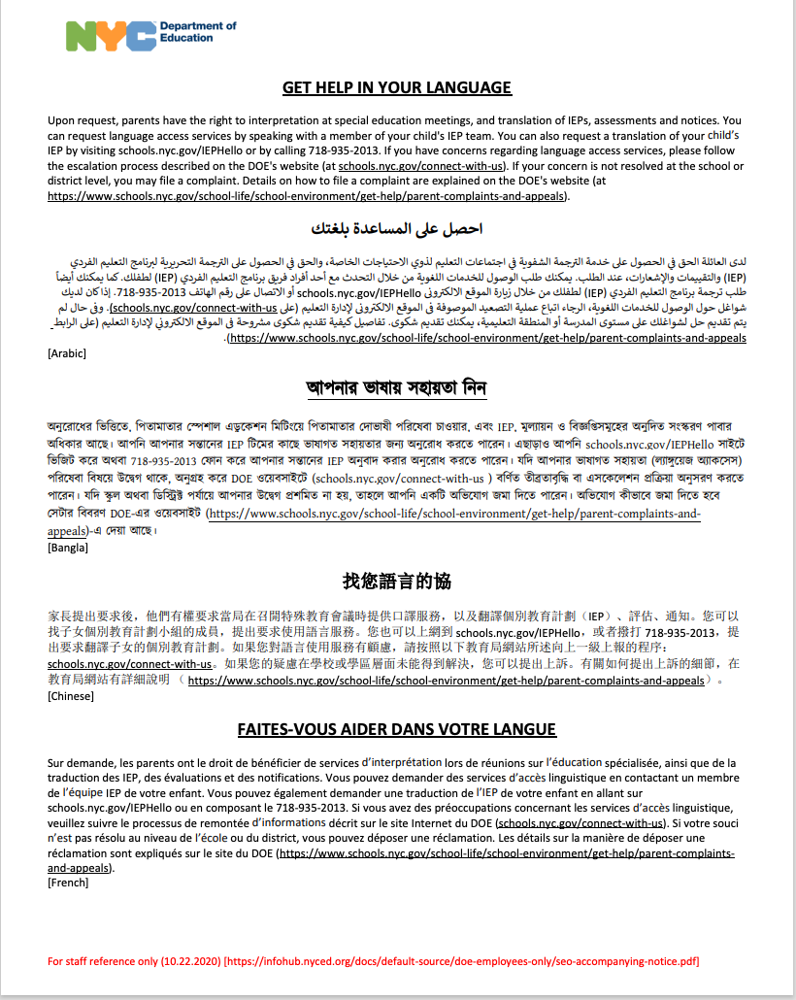 NYC Department of
Education
GET HELP IN YOUR LANGUAGE
Upon request, parents have the right to interpretation at special education meetings, and translation of IEPs, assessments and notices. You
can request language access services by speaking with a member of your child's IEP team. You can also request a translation of your child’s
IEP by visiting schools.nyc.gov/IEPHello or by calling 718-935-2013. If you have concerns regarding language access services, please follow
the escalation process described on the DOE's website (at schools.nyc.gov/connect-with-us). If your concern is not resolved at the school or
district level, you may file a complaint. Details on how to file a complaint are explained on the DOE's website (at
https://www.schools.nyc.gov/school-life/school-environment/get-help/parent-complaints-and-appeals).
احصل على المساعدة بلغتك
لدى العائلة الحق في الحصول على خدمة الترجمة الشفوية في اجتماعات التعليم لذوي الاحتياجات الخاصة، والحق في الحصول على الترجمة التحريرية لبرنامج التعليم الفردي
(IEP) والتقييمات والإشعارات، عند الطلب. يمكنك طلب الوصول للخدمات اللغوية من خلال التحدث مع أحد أفراد فريق برنامج التعليم الفردي (IEP) لطفلك. كما يمكنك أيضاً
طلب ترجمة برنامج التعليم الفردي (IEP) لطفلك من خلال زيارة الموقع الالكتروني schools.nyc.gov/IEPHello أو الاتصال على رقم الهاتف 718-935-2013. إذا كان لديك
شواغل حول الوصول للخدمات اللغوية، الرجاء اتباع عملية التصعيد الموصوفة في الموقع الالكتروني لإدارة التعليم (على schools.nyc.gov/connect-with-us). وفي حال لم
يتم تقديم حل لشواغلك على مستوى المدرسة أو المنطقة التعليمية، يمكنك تقديم شكوى. تفاصيل كيفية تقديم شكوى مشروحة في الموقع الالكتروني لإدارة التعليم (على الرابط
https://www.schools.nyc.gov/school-life/school-environment/get-help/parent-complaints-and-appeals).
[Arabic]
আপনার ভাষায় সহায়তা নিন
অনুরোধের ভিত্তিতে, পিতামাতার স্পেশাল এডুকেশন মিটিংয়ে পিতামাতার দোভাষী পরিষেবা চাওয়ার, এবং IEP, মূল্যায়ন ও বিজ্ঞপ্তিসমূহের অনুদিত সংস্করণ পাবার
অধিকার আছে। আপনি আপনার সন্তানের IEP টিমের কাছে ভাষাগত সহায়তার জন্য অনুরোধ করতে পারেন। এছাড়াও আপনি schools.nyc.gov/IEPHello সাইটে
ভিজিট করে অথবা 718-935-2013 ফোন করে আপনার সন্তানের IEP অনুবাদ করার অনুরোধ করতে পারেন। যদি আপনার ভাষাগত সহায়তা (ল্যাঙ্গুয়েজ অ্যাকসেস)
পরিষেবা বিষয়ে উদ্বেগ থাকে, অনুগ্রহ করে DOE ওয়েবসাইটে (schools.nyc.gov/connect-with-us ) বর্ণিত তীব্রতাবৃদ্ধি বা এসকেলেশন প্রক্রিয়া অনুসরণ করতে
পারেন। যদি স্কুল অথবা ডিস্ট্রিক্ট পর্যায়ে আপনার উদ্বেগ প্রশমিত না হয়, তাহলে আপনি একটি অভিযোগ জমা দিতে পারেন। অভিযোগ কীভাবে জমা দিতে হবে
সেটার বিবরণ DOE-এর ওয়েবসাইট (https://www.schools.nyc.gov/school-life/school-environment/get-help/parent-complaints-and-
appeals)-এ দেয়া আছে।
[Bangla]
找您語言的協
家長提出要求後，他們有權要求當局在召開特殊教育會議時提供口譯服務，以及翻譯個別教育計劃（IEP）、評估、通知。您可以
找子女個別教育計劃小組的成員，提出要求使用語言服務。您也可以上網到 schools.nyc.gov/IEPHello，或者撥打 718-935-2013，提
出要求翻譯子女的個別教育計劃。如果您對語言使用服務有顧慮，請按照以下教育局網站所述向上一級上報的程序：
schools.nyc.gov/connect-with-us。如果您的疑慮在學校或學區層面未能得到解決，您可以提出上訴。有關如何提出上訴的細節，在
教育局網站有詳細說明 （ https://www.schools.nyc.gov/school-life/school-environment/get-help/parent-complaints-and-appeals）。
[Chinese]
FAITES-VOUS AIDER DANS VOTRE LANGUE
Sur demande, les parents ont le droit de bénéficier de services d’interprétation lors de réunions sur l’éducation spécialisée, ainsi que de la
traduction des IEP, des évaluations et des notifications. Vous pouvez demander des services d’accès linguistique en contactant un membre
de l’équipe IEP de votre enfant. Vous pouvez également demander une traduction de l’IEP de votre enfant en allant sur
schools.nyc.gov/IEPHello ou en composant le 718-935-2013. Si vous avez des préoccupations concernant les services d’accès linguistique,
veuillez suivre le processus de remontée d’informations décrit sur le site Internet du DOE (schools.nyc.gov/connect-with-us). Si votre souci
n’est pas résolu au niveau de l’école ou du district, vous pouvez déposer une réclamation. Les détails sur la manière de déposer une
réclamation sont expliqués sur le site du DOE (https://www.schools.nyc.gov/school-life/school-environment/get-help/parent-complaints-
and-appeals).
[French]
For staff reference only (10.22.2020) [https://infohub.nyced.org/docs/default-source/doe-employees-only/seo-accompanying-notice.pdf]